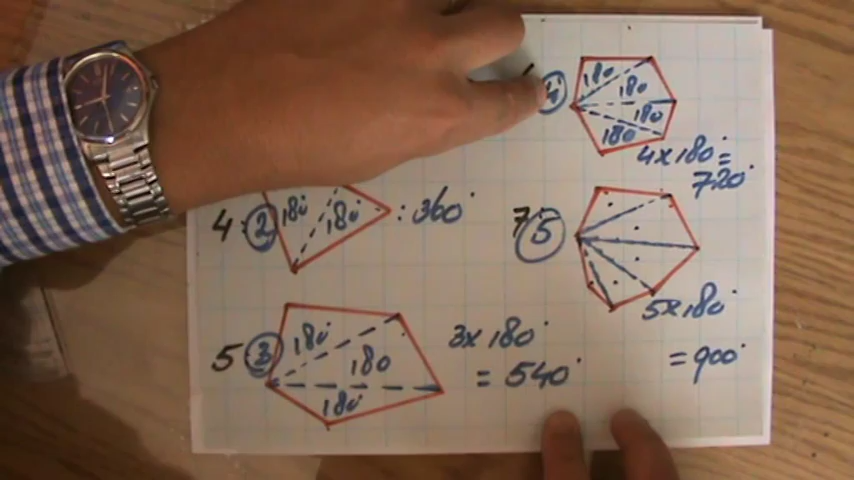 4: 2 180° 180° : 360°
5 3 180° 180 180°
3x180°
= 540°
4 180 180 180 180
4x180° =
720°
7 5
5x180°
= 900°